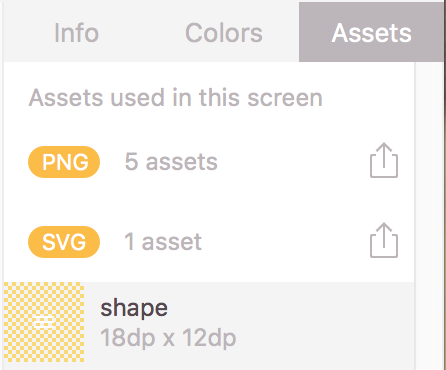 Info Colors Assets
Assets used in this screen
PNG 5 assets
SVG 1 asset
shape
18dp x 12dp